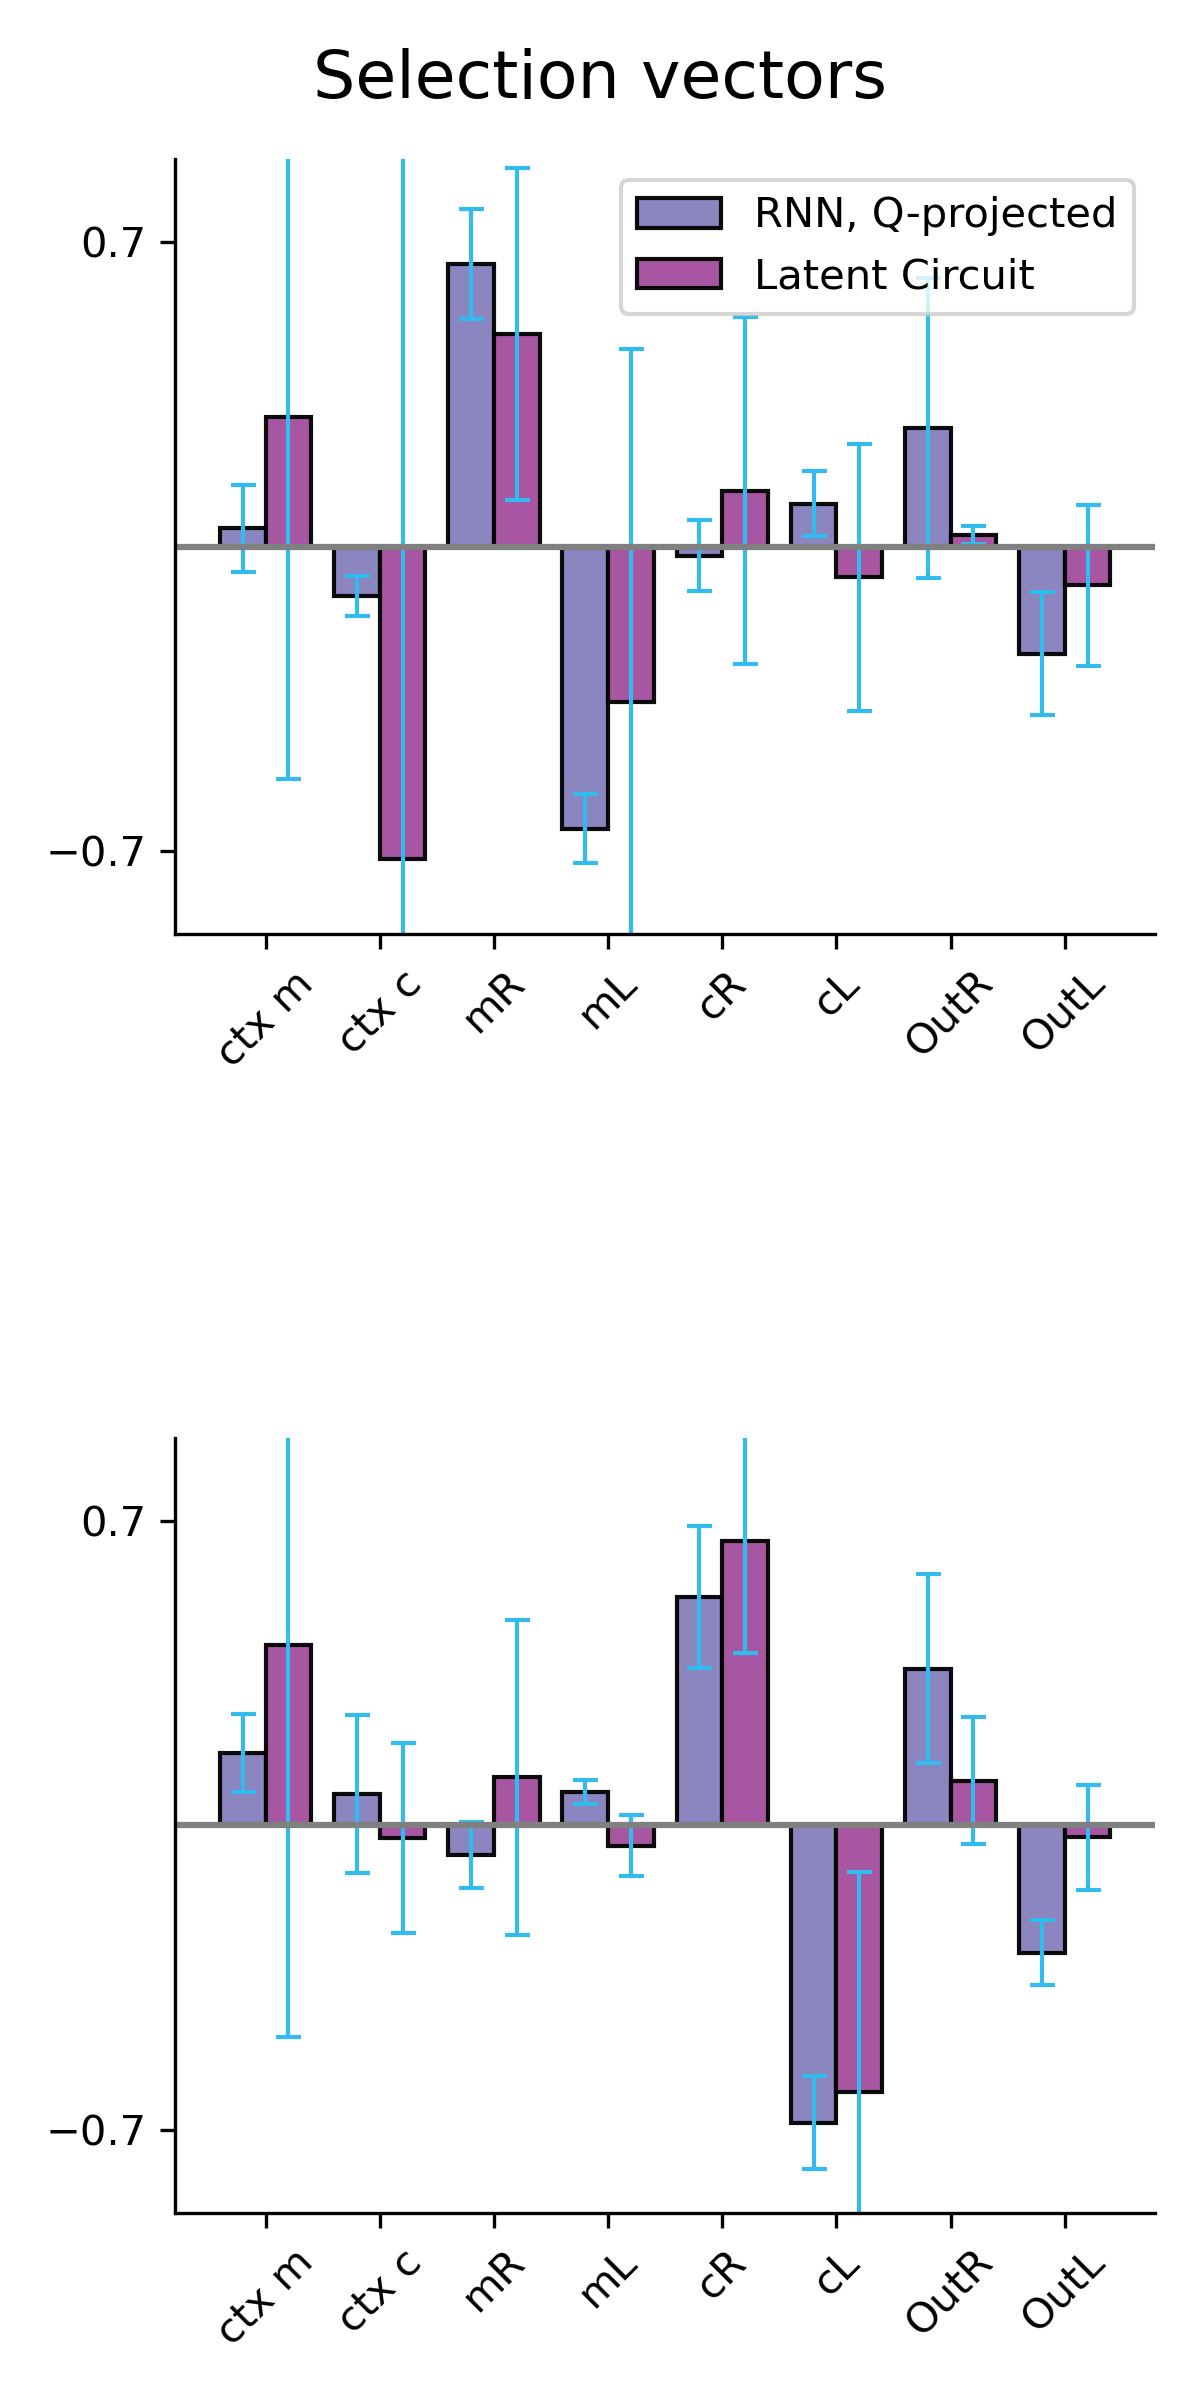 Selection vectors
RNN, Q-projected
Latent Circuit
0.7
−0.7
ctx m
ctx c
mR
mL
cR
cL
OutR
OutL
0.7
−0.7
ctx m
ctx c
mR
mL
cR
cL
OutR
OutL